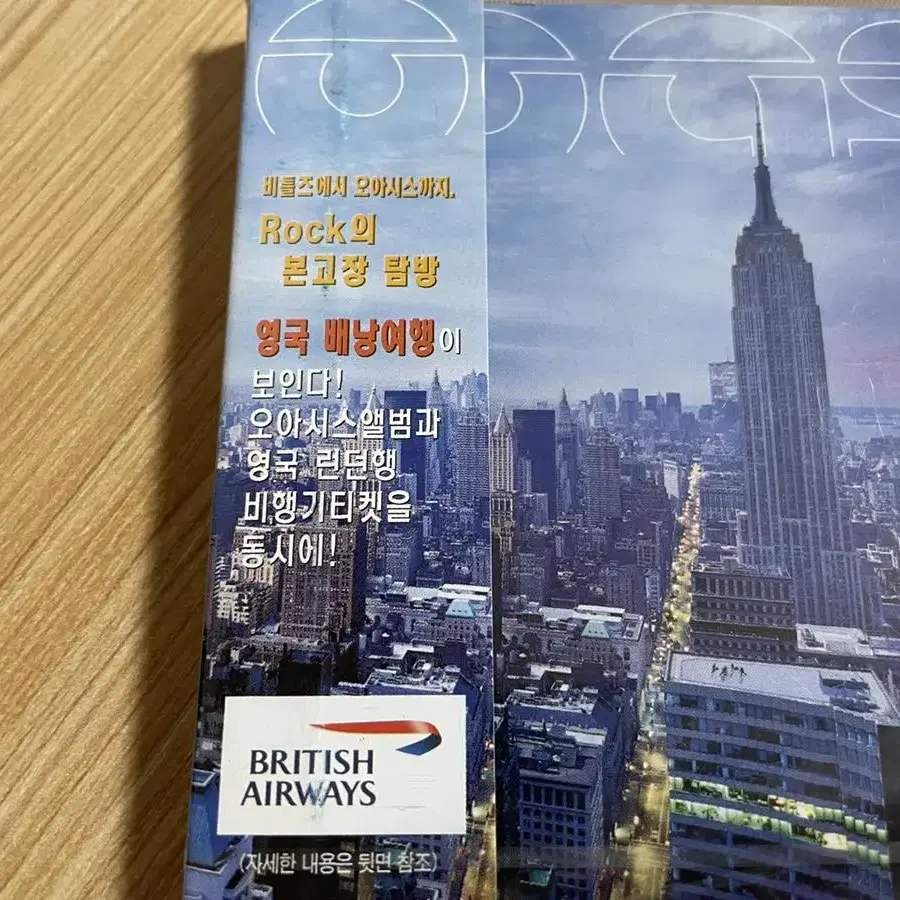 비틀즈에서 오아시스까지.
Rock의
본고장 탐방
영국 배낭여행이
보인다!
오아시스앨범과
영국 린던행
비행기티켓을
동시에!
BRITISH
AIRWAYS
(자세한 내용은 뒷면 참조)